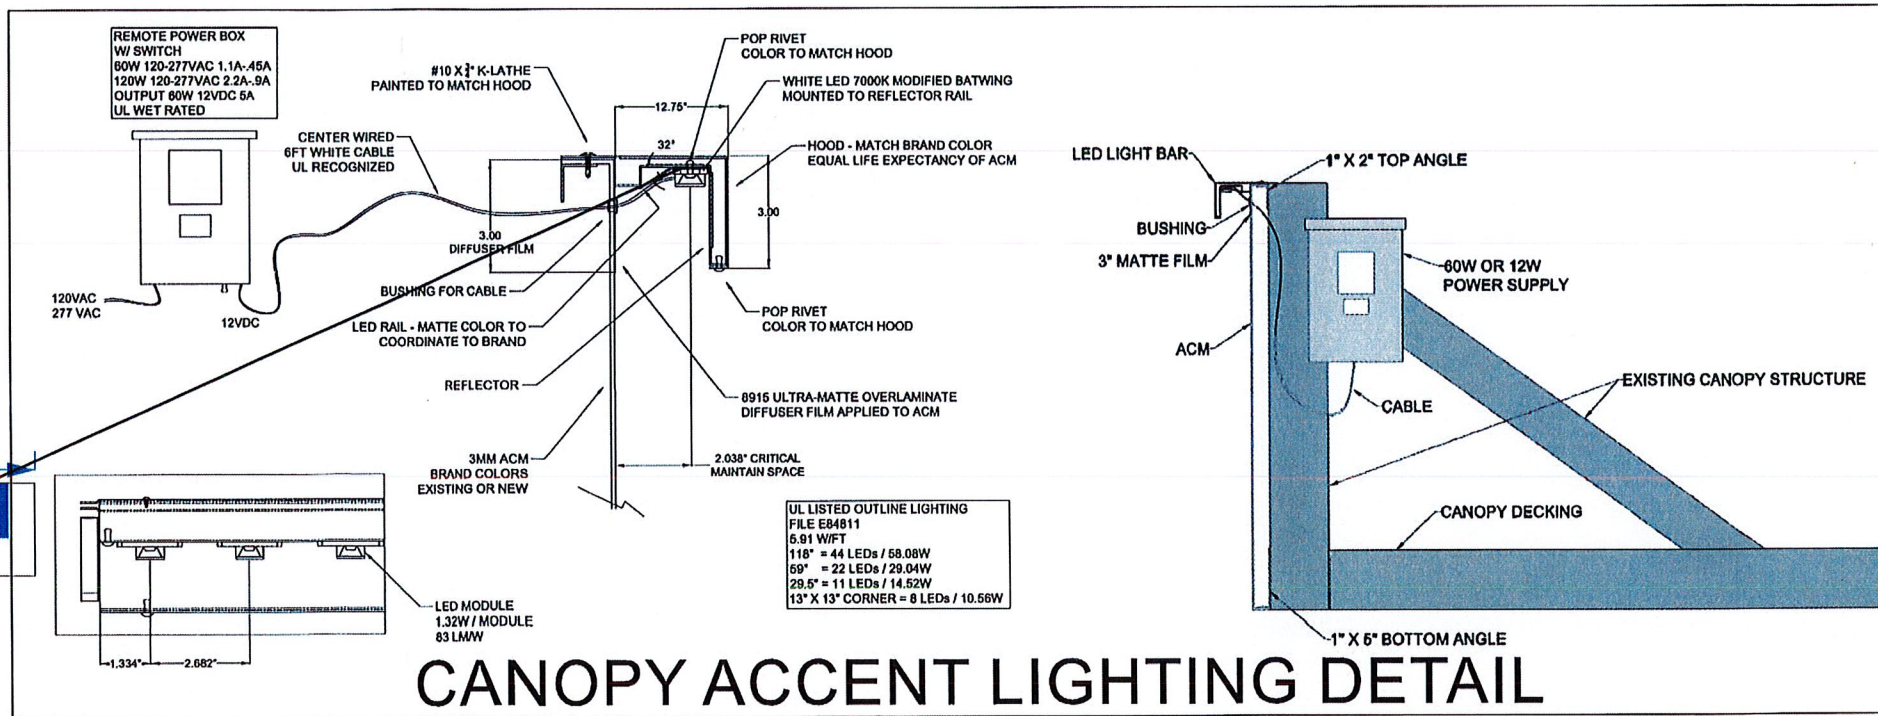 REMOTE POWER BOX
W/ SWITCH
60W 120-277VAC 1.1A-.45A
120W 120-277VAC 2.2A-.9A
OUTPUT 60W 12VDC 5A
UL WET RATED
#10 X ¾" K-LATHE
PAINTED TO MATCH HOOD
POP RIVET
COLOR TO MATCH HOOD
WHITE LED 7000K MODIFIED BATWING
MOUNTED TO REFLECTOR RAIL
12.75"
CENTER WIRED
6FT WHITE CABLE
UL RECOGNIZED
32°
HOOD - MATCH BRAND COLOR
EQUAL LIFE EXPECTANCY OF ACM
3.00
3.00
DIFFUSER FILM
120VAC
277 VAC
12VDC
BUSHING FOR CABLE
POP RIVET
COLOR TO MATCH HOOD
LED RAIL - MATTE COLOR TO
COORDINATE TO BRAND
REFLECTOR
8915 ULTRA-MATTE OVERLAMINATE
DIFFUSER FILM APPLIED TO ACM
3MM ACM
BRAND COLORS
EXISTING OR NEW
2.038" CRITICAL
MAINTAIN SPACE
UL LISTED OUTLINE LIGHTING
FILE E84811
5.91 W/FT
118" = 44 LEDs / 58.08W
59" = 22 LEDs / 29.04W
29.5" = 11 LEDs / 14.52W
13" X 13" CORNER = 8 LEDs / 10.56W
LED MODULE
1.32W / MODULE
83 LM/W
1.334"
2.682"
LED LIGHT BAR
1" X 2" TOP ANGLE
BUSHING
3" MATTE FILM
60W OR 12W
POWER SUPPLY
ACM
EXISTING CANOPY STRUCTURE
CABLE
CANOPY DECKING
1" X 5" BOTTOM ANGLE
CANOPY ACCENT LIGHTING DETAIL